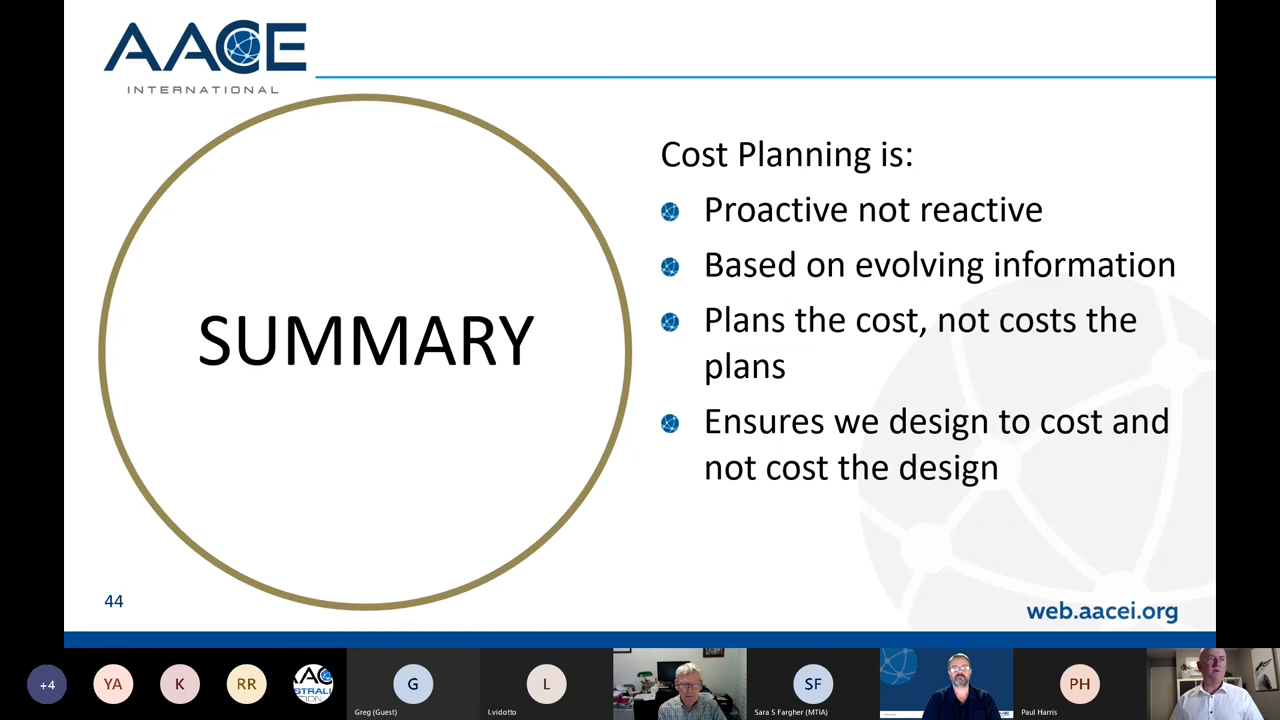 AACE
INTERNATIONAL
SUMMARY
Cost Planning is:
Proactive not reactive
Based on evolving information
Plans the cost, not costs the
plans
Ensures we design to cost and
not cost the design
44
web.aacei.org
+4
YA
K
RR
G
Greg (Guest)
L
l.vidotto
SF
Sara S Fargher (MTIA)
PH
Paul Harris